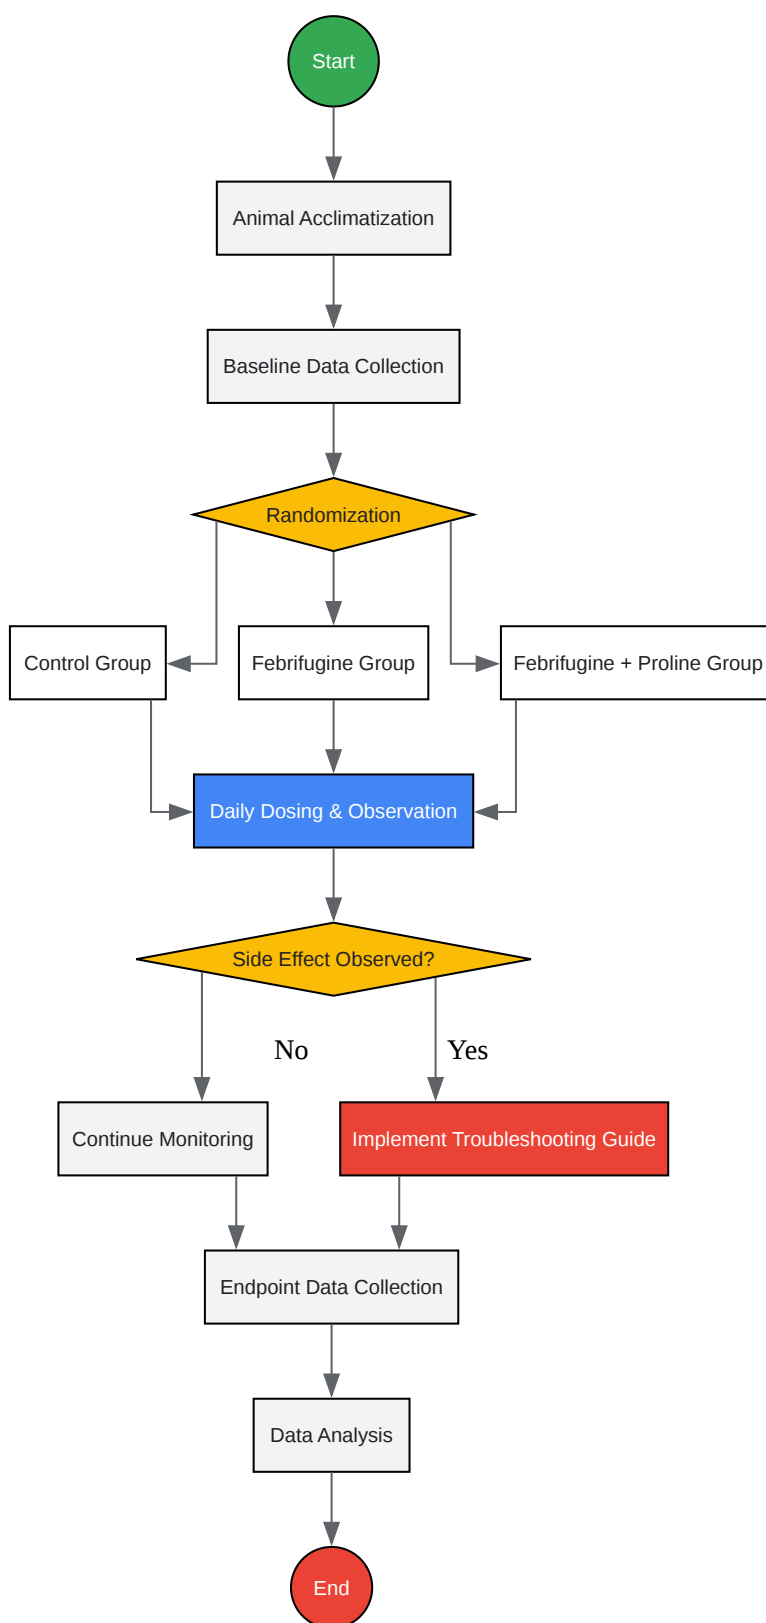 Start
Animal Acclimatization
Baseline Data Collection
Randomization
Control Group
Febrifugine Group
Febrifugine + Proline Group
Daily Dosing & Observation
Side Effect Observed?
No
Yes
Continue Monitoring
Implement Troubleshooting Guide
Endpoint Data Collection
Data Analysis
End